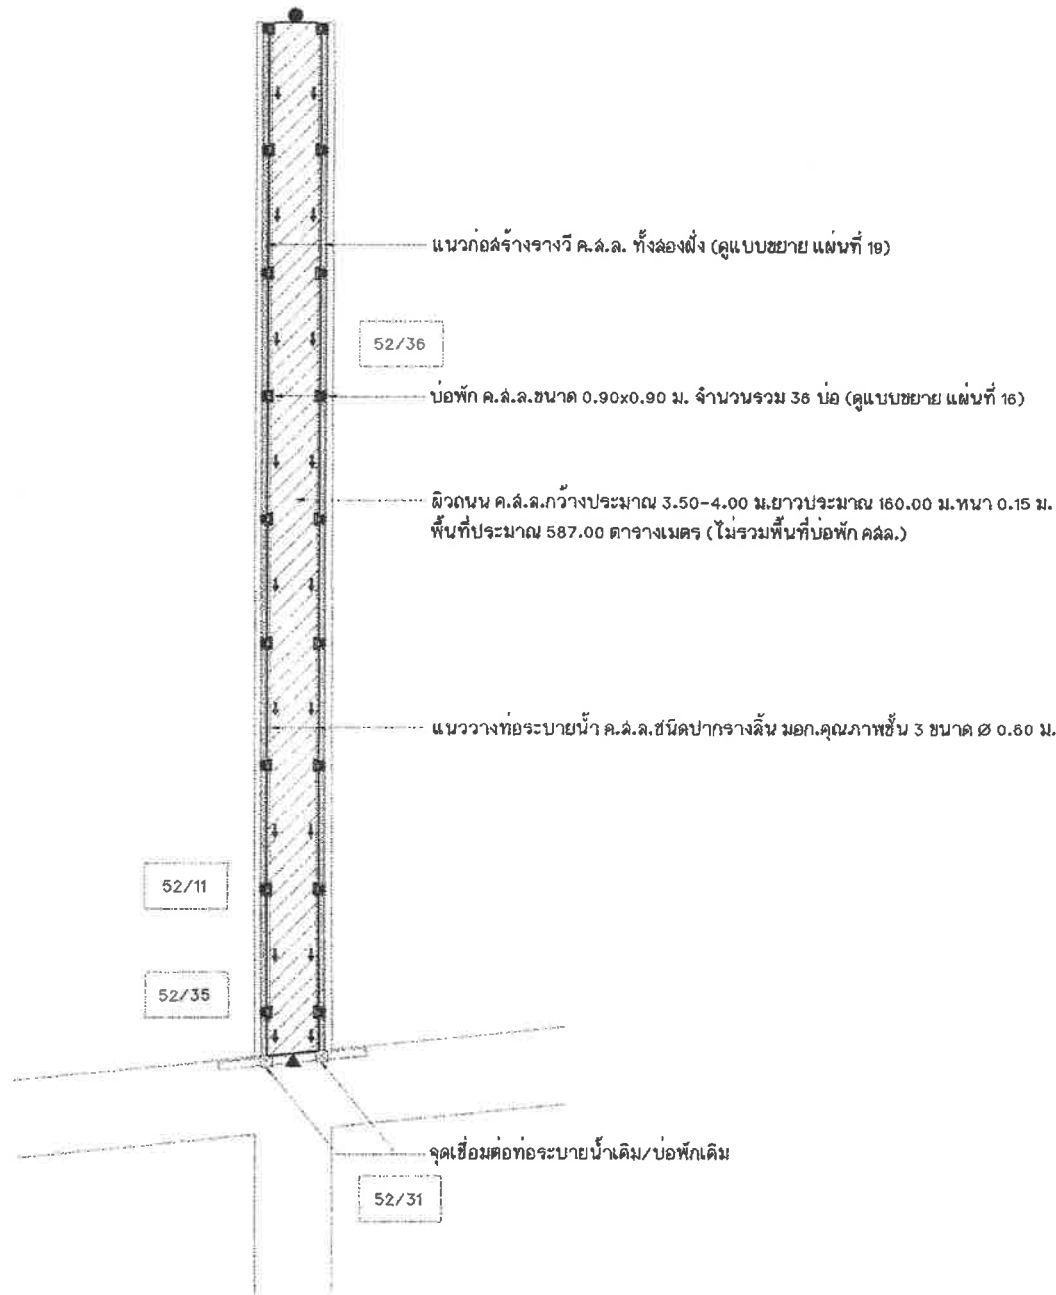 แนวก่อสร้างรางวี ค.ส.ล. ทั้งสองฝั่ง (ดูแบบขยาย แผ่นที่ 19)
52/36
บ่อพัก ค.ส.ล.ขนาด 0.90x0.90 ม. จำนวนรวม 36 บ่อ (ดูแบบขยาย แผ่นที่ 16)
ผิวถนน ค.ส.ล.กว้างประมาณ 3.50-4.00 ม.ยาวประมาณ 160.00 ม.หนา 0.15 ม.
พื้นที่ประมาณ 587.00 ตารางเมตร (ไม่รวมพื้นที่บ่อพัก คสล.)
แนววางท่อระบายน้ำ ค.ส.ล.ชนิดปากรางลิ้น มอก.คุณภาพชั้น 3 ขนาด Ø 0.60 ม.
52/11
52/35
จุดเชื่อมต่อท่อระบายน้ำเดิม/บ่อพักเดิม
52/31